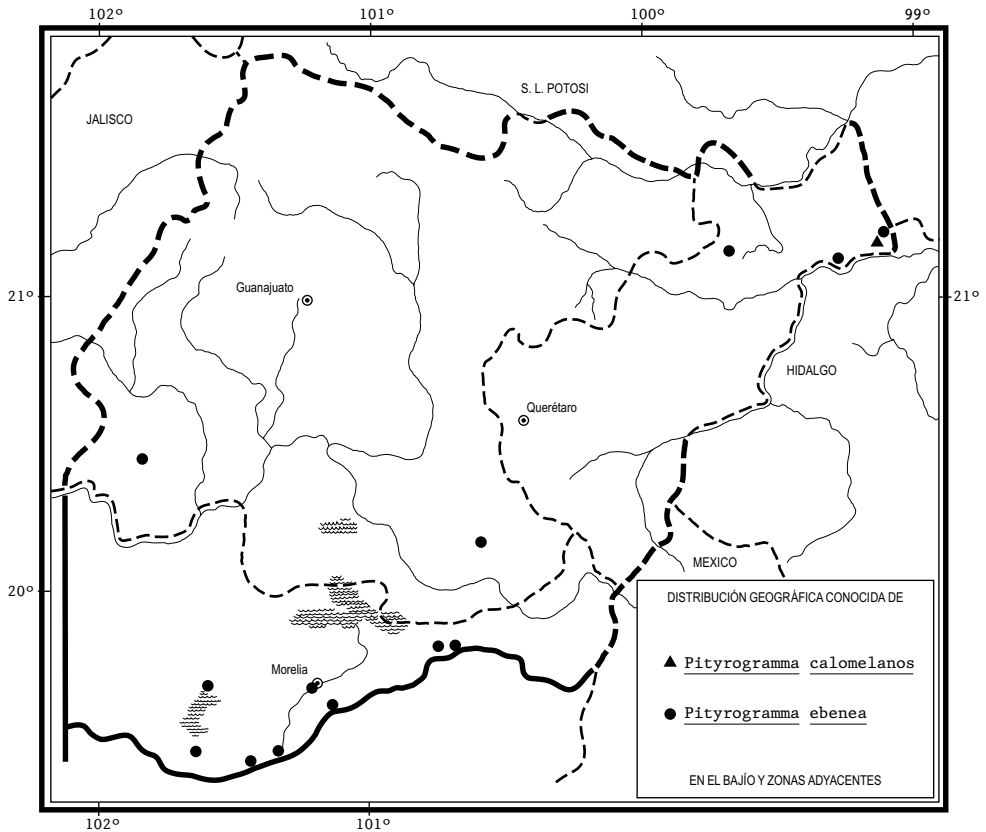 102º 101º 100º 99º
S. L. POTOSI
JALISCO
Guanajuato
21º
21º
HIDALGO
Querétaro
MEXICO
20º
DISTRIBUCIÓN GEOGRÁFICA CONOCIDA DE
Morelia
Pityrogramma calomelanos
Pityrogramma ebenea
EN EL BAJÍO Y ZONAS ADYACENTES
102º 101º